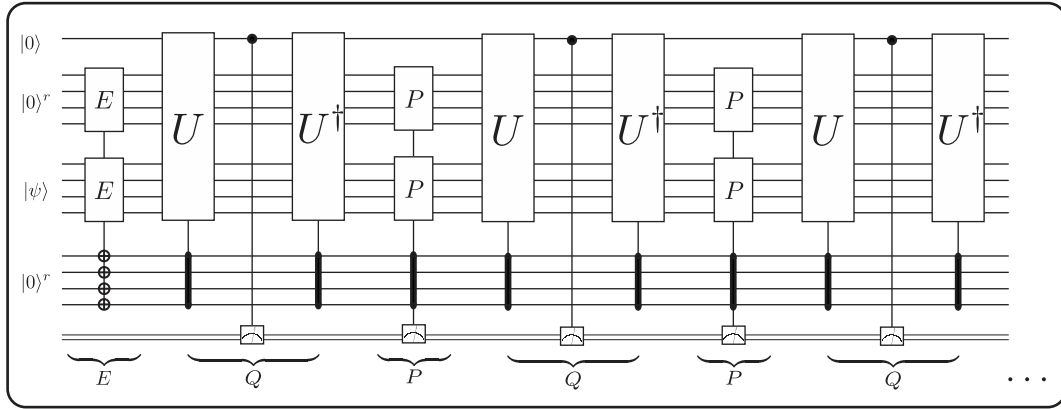 |0⟩
|0⟩^r
|ψ⟩
|0⟩^r
E E U U† P P U U† P P U U†
E Q P Q P Q . . .